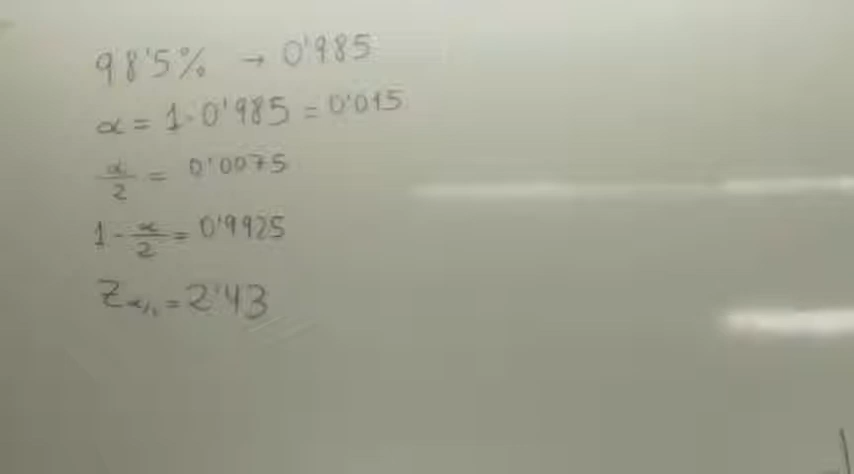 98'5% → 0'985
α = 1-0'985 = 0'015
α/2 = 0'0075
1-α/2 = 0'9925
Zα/2 = 2'43